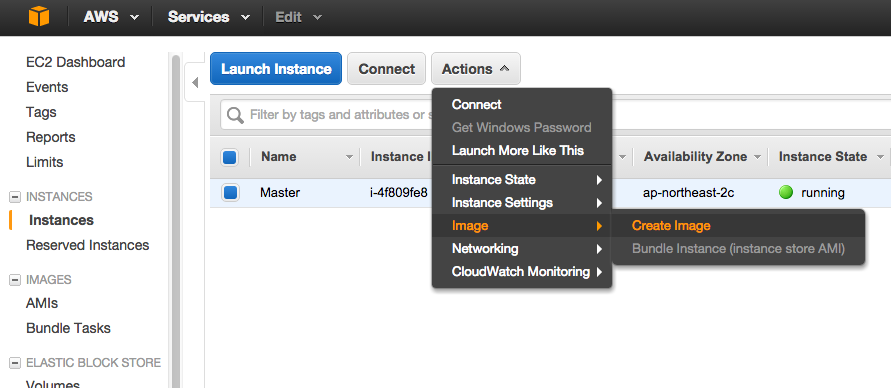 AWS Services Edit
EC2 Dashboard
Events
Tags
Reports
Limits
INSTANCES
Instances
Reserved Instances
IMAGES
AMIs
Bundle Tasks
ELASTIC BLOCK STORE
Volumes
Launch Instance Connect Actions
Filter by tags and attributes or s
Name Instance I Availability Zone Instance State
Master i-4f809fe8 ap-northeast-2c running
Connect
Get Windows Password
Launch More Like This
Instance State
Instance Settings
Image
Networking
CloudWatch Monitoring
Create Image
Bundle Instance (instance store AMI)